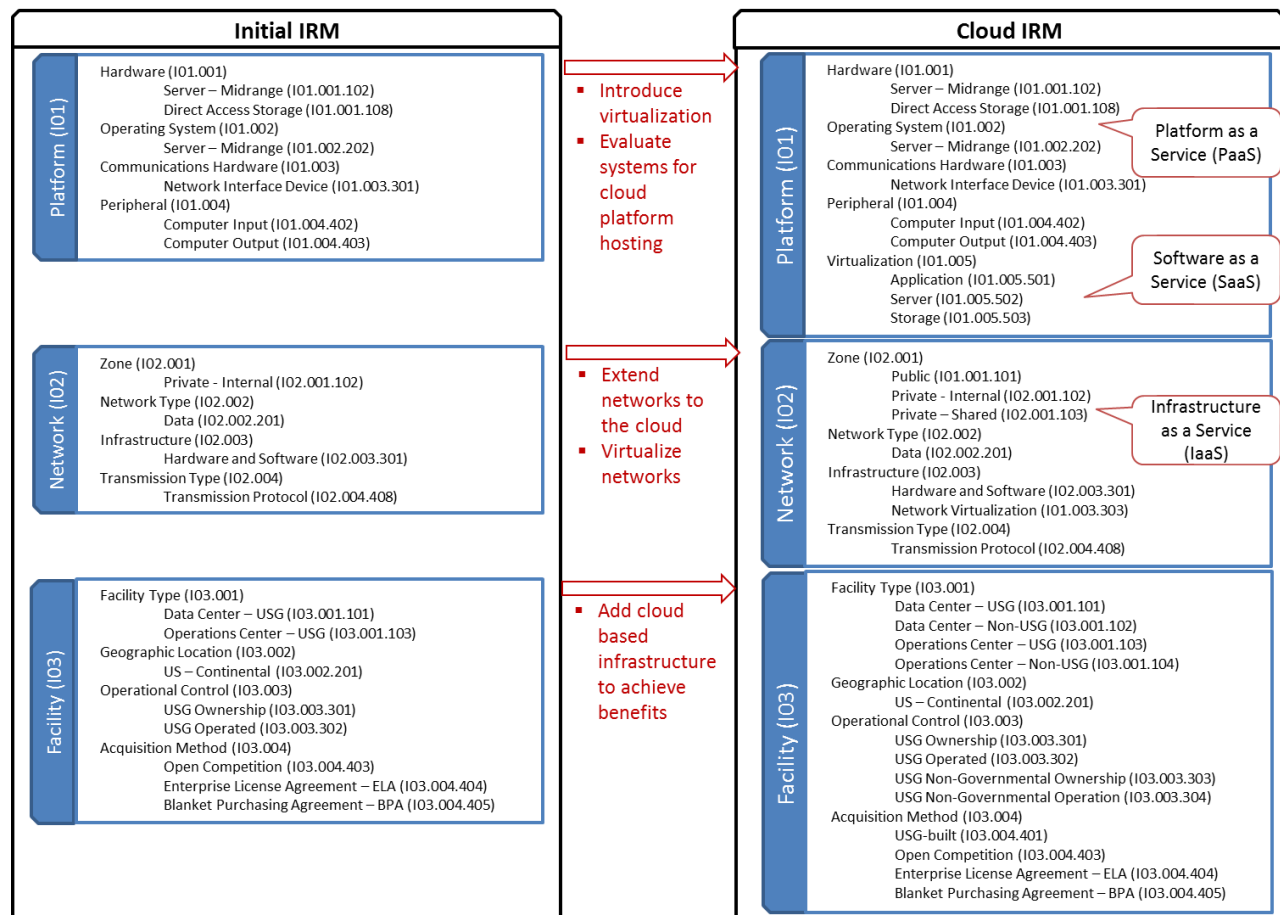 Initial IRM
Platform (I01)
Hardware (I01.001)
Server – Midrange (I01.001.102)
Direct Access Storage (I01.001.108)
Operating System (I01.002)
Server – Midrange (I01.002.202)
Communications Hardware (I01.003)
Network Interface Device (I01.003.301)
Peripheral (I01.004)
Computer Input (I01.004.402)
Computer Output (I01.004.403)
Network (I02)
Zone (I02.001)
Private - Internal (I02.001.102)
Network Type (I02.002)
Data (I02.002.201)
Infrastructure (I02.003)
Hardware and Software (I02.003.301)
Transmission Type (I02.004)
Transmission Protocol (I02.004.408)
Facility (I03)
Facility Type (I03.001)
Data Center – USG (I03.001.101)
Operations Center – USG (I03.001.103)
Geographic Location (I03.002)
US – Continental (I03.002.201)
Operational Control (I03.003)
USG Ownership (I03.003.301)
USG Operated (I03.003.302)
Acquisition Method (I03.004)
Open Competition (I03.004.403)
Enterprise License Agreement – ELA (I03.004.404)
Blanket Purchasing Agreement – BPA (I03.004.405)
▪ Introduce
virtualization
▪ Evaluate
systems for
cloud
platform
hosting
▪ Extend
networks to
the cloud
▪ Virtualize
networks
▪ Add cloud
based
infrastructure
to achieve
benefits
Cloud IRM
Platform (I01)
Hardware (I01.001)
Server – Midrange (I01.001.102)
Direct Access Storage (I01.001.108)
Operating System (I01.002)
Server – Midrange (I01.002.202)
Communications Hardware (I01.003)
Network Interface Device (I01.003.301)
Peripheral (I01.004)
Computer Input (I01.004.402)
Computer Output (I01.004.403)
Virtualization (I01.005)
Application (I01.005.501)
Server (I01.005.502)
Storage (I01.005.503)
Platform as a
Service (PaaS)
Software as a
Service (SaaS)
Network (I02)
Zone (I02.001)
Public (I01.001.101)
Private - Internal (I02.001.102)
Private – Shared (I02.001.103)
Network Type (I02.002)
Data (I02.002.201)
Infrastructure (I02.003)
Hardware and Software (I02.003.301)
Network Virtualization (I01.003.303)
Transmission Type (I02.004)
Transmission Protocol (I02.004.408)
Infrastructure
as a Service
(IaaS)
Facility (I03)
Facility Type (I03.001)
Data Center – USG (I03.001.101)
Data Center – Non-USG (I03.001.102)
Operations Center – USG (I03.001.103)
Operations Center – Non-USG (I03.001.104)
Geographic Location (I03.002)
US – Continental (I03.002.201)
Operational Control (I03.003)
USG Ownership (I03.003.301)
USG Operated (I03.003.302)
USG Non-Governmental Ownership (I03.003.303)
USG Non-Governmental Operation (I03.003.304)
Acquisition Method (I03.004)
USG-built (I03.004.401)
Open Competition (I03.004.403)
Enterprise License Agreement – ELA (I03.004.404)
Blanket Purchasing Agreement – BPA (I03.004.405)